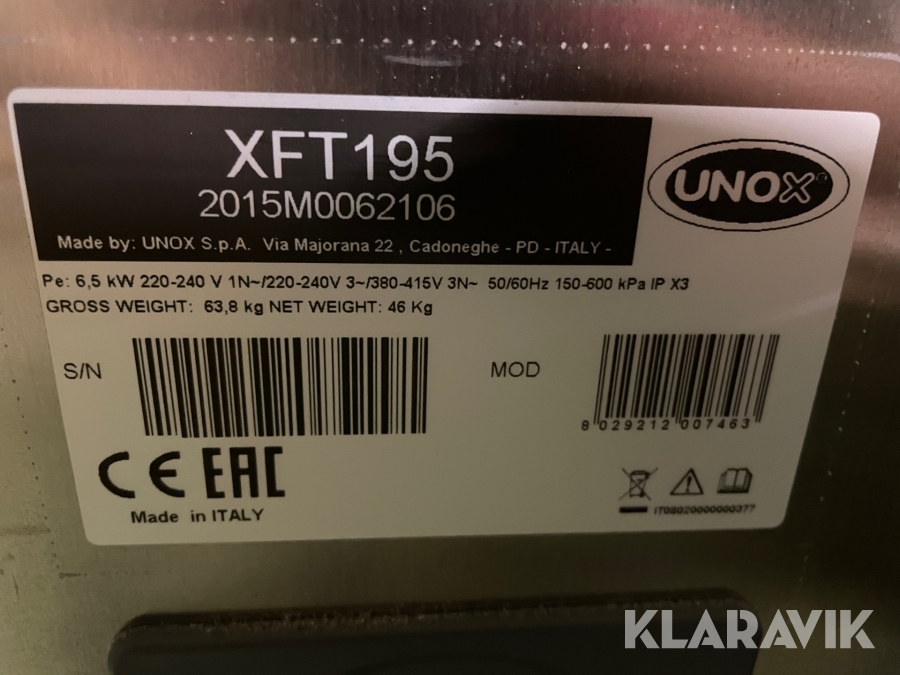 XFT195
UNOX
2015M0062106
Made by: UNOX S.p.A. Via Majorana 22 , Cadoneghe - PD - ITALY -
Pe: 6,5 kW 220-240 V 1N~/220-240V 3~/380-415V 3N~ 50/60Hz 150-600 kPa IP X3
GROSS WEIGHT: 63,8 kg NET WEIGHT: 46 Kg
S/N
MOD
8 029212 007463
CE EAC
Made in ITALY
IT08020000000377
KLARAVIK